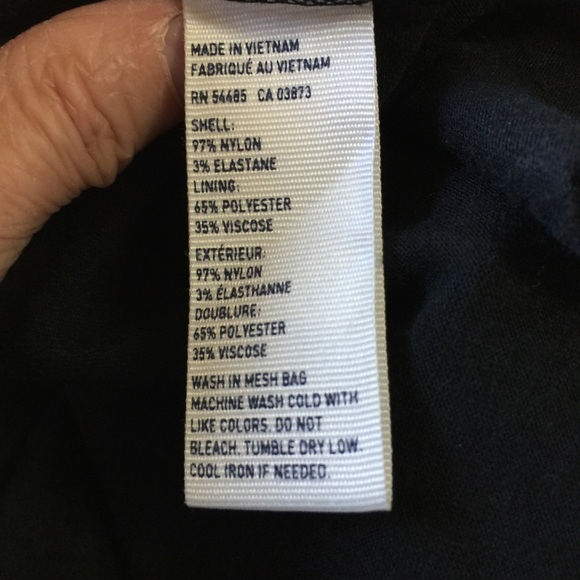 MADE IN VIETNAM
FABRIQUÉ AU VIETNAM
RN 54485 CA 03873
SHELL:
97% NYLON
3% ELASTANE
LINING:
65% POLYESTER
35% VISCOSE
EXTÉRIEUR:
97% NYLON
3% ÉLASTHANNE
DOUBLURE:
65% POLYESTER
35% VISCOSE
WASH IN MESH BAG
MACHINE WASH COLD WITH
LIKE COLORS. DO NOT
BLEACH. TUMBLE DRY LOW.
COOL IRON IF NEEDED.